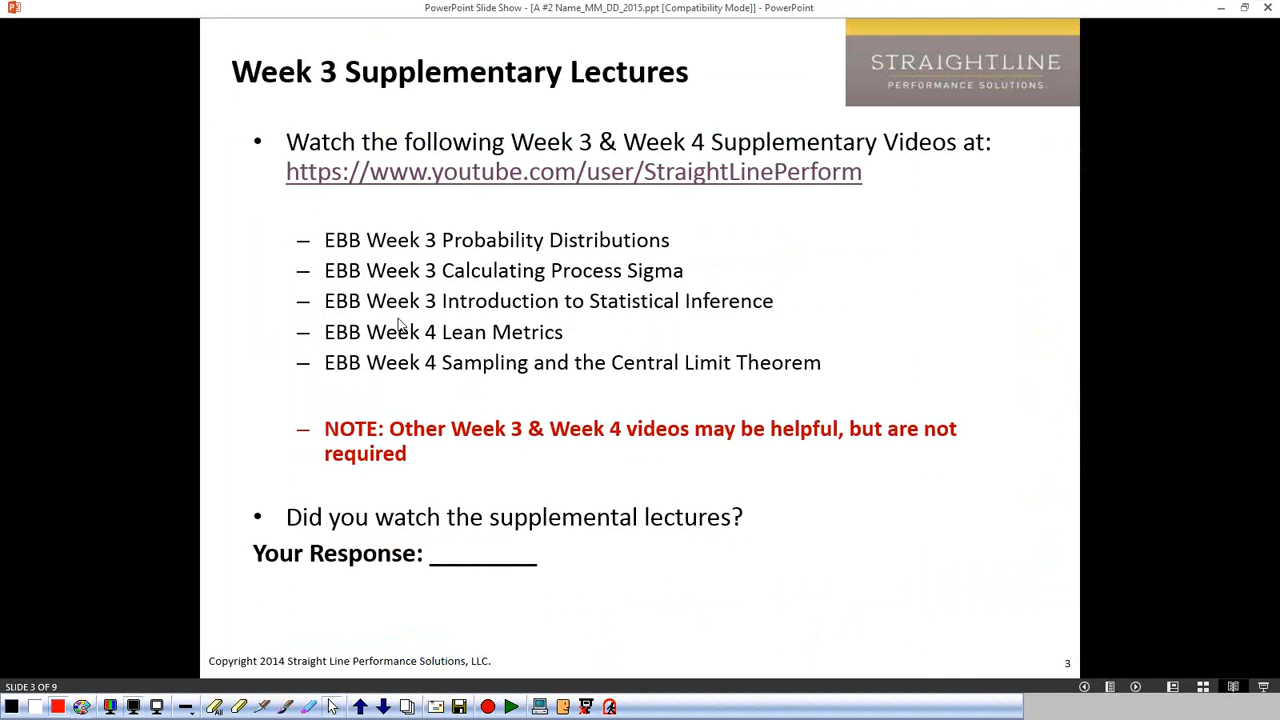 PowerPoint Slide Show - [A #2 Name_MM_DD_2015.ppt [Compatibility Mode]] - PowerPoint
Week 3 Supplementary Lectures
STRAIGHTLINE
PERFORMANCE SOLUTIONS.
• Watch the following Week 3 & Week 4 Supplementary Videos at:
https://www.youtube.com/user/StraightLinePerform
– EBB Week 3 Probability Distributions
– EBB Week 3 Calculating Process Sigma
– EBB Week 3 Introduction to Statistical Inference
– EBB Week 4 Lean Metrics
– EBB Week 4 Sampling and the Central Limit Theorem
– NOTE: Other Week 3 & Week 4 videos may be helpful, but are not
required
• Did you watch the supplemental lectures?
Your Response: _________
Copyright 2014 Straight Line Performance Solutions, LLC.
3
SLIDE 3 OF 9